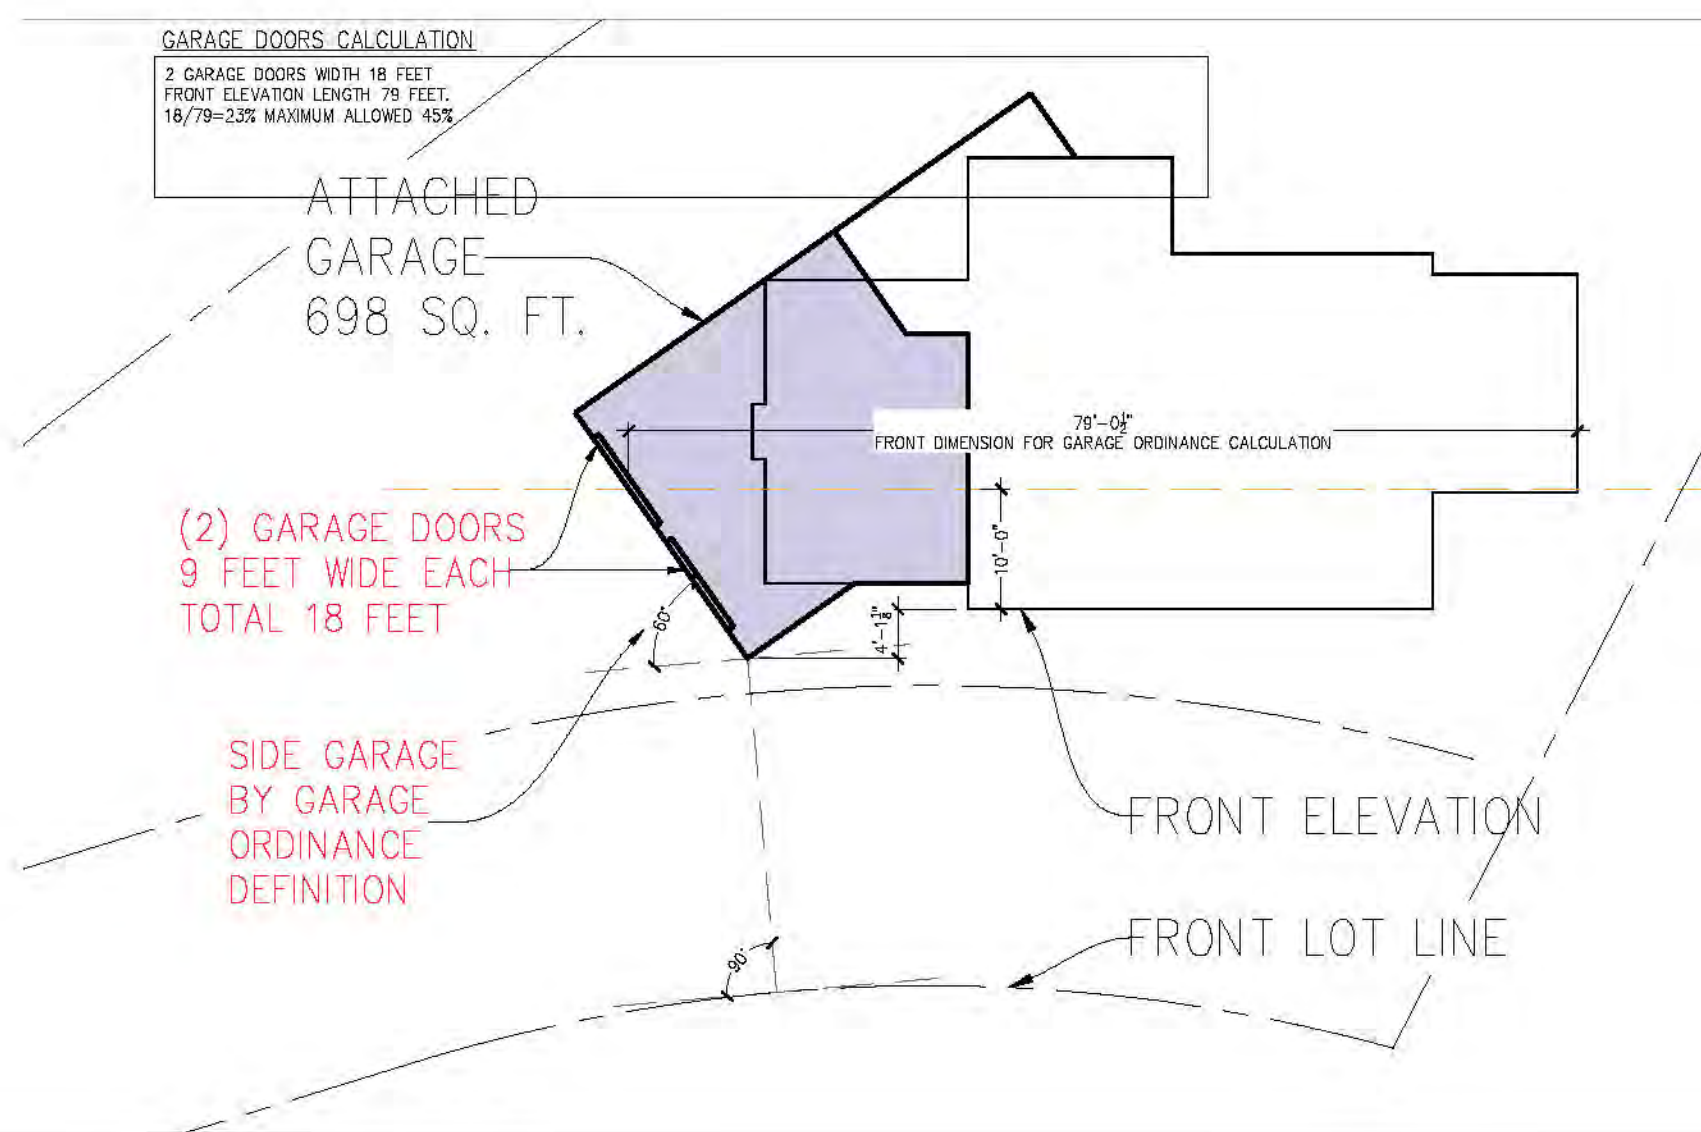 GARAGE DOORS CALCULATION
2 GARAGE DOORS WIDTH 18 FEET
FRONT ELEVATION LENGTH 79 FEET.
18/79=23% MAXIMUM ALLOWED 45%
ATTACHED
GARAGE
698 SQ. FT.
79'-0½"
FRONT DIMENSION FOR GARAGE ORDINANCE CALCULATION
(2) GARAGE DOORS
9 FEET WIDE EACH
TOTAL 18 FEET
10'-0"
60°
4'-1⅛"
SIDE GARAGE
BY GARAGE
ORDINANCE
DEFINITION
FRONT ELEVATION
FRONT LOT LINE
90°